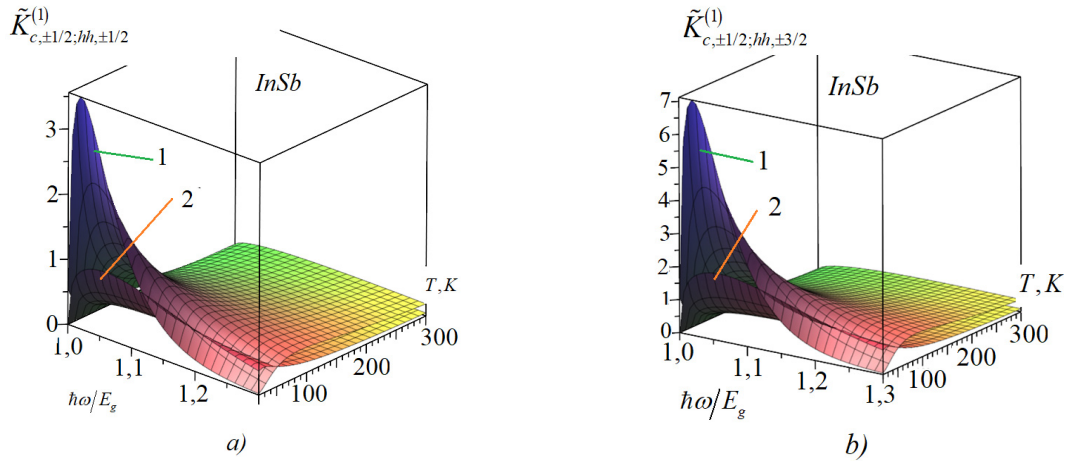 K̃⁽¹⁾c,±1/2;hh,±1/2
InSb
3
2
1
0
1
2
1,0
1,1
1,2
ħω/E_g
100
200
300
T, K
a)
K̃⁽¹⁾c,±1/2;hh,±3/2
InSb
7
6
5
4
3
2
1
0
1
2
1,0
1,1
1,2
1,3
ħω/E_g
100
200
300
T, K
b)